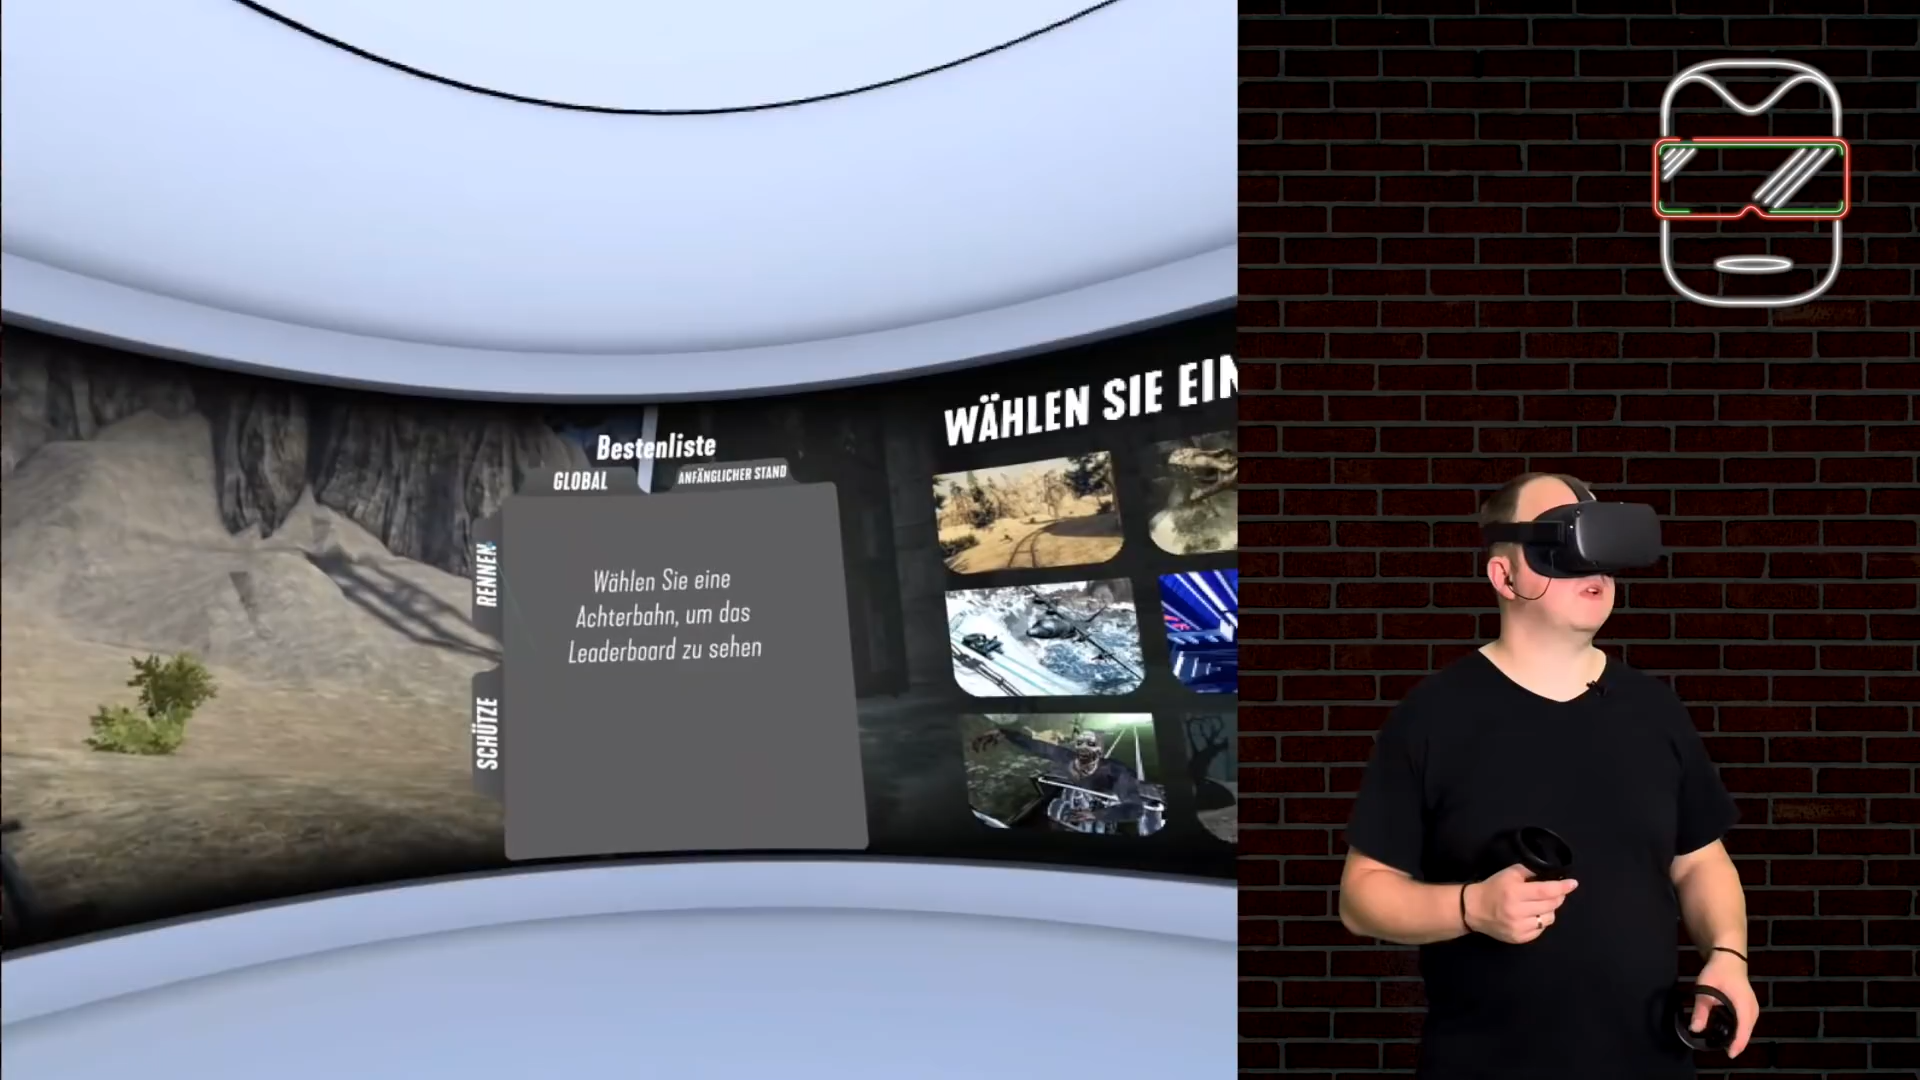 Bestenliste
GLOBAL
ANFÄNGLICHER STAND
RENNEN
SCHÜTZE
Wählen Sie eine
Achterbahn, um das
Leaderboard zu sehen
WÄHLEN SIE EIN